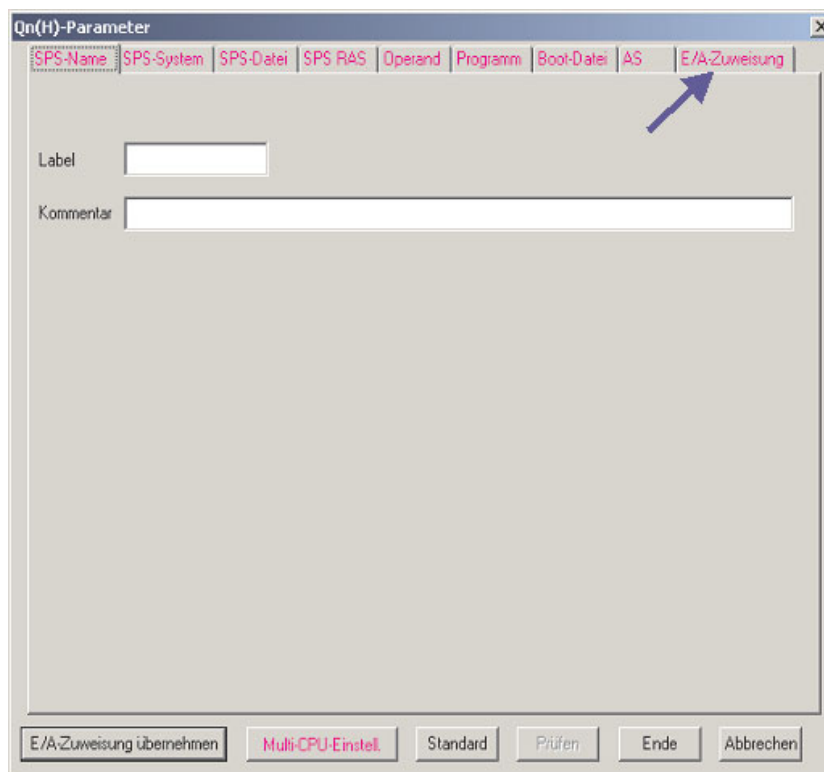 Qn(H)-Parameter
SPS-Name SPS-System SPS-Datei SPS RAS Operand Programm Boot-Datei AS E/A-Zuweisung
Label
Kommentar
E/A-Zuweisung übernehmen Multi-CPU-Einstell. Standard Prüfen Ende Abbrechen